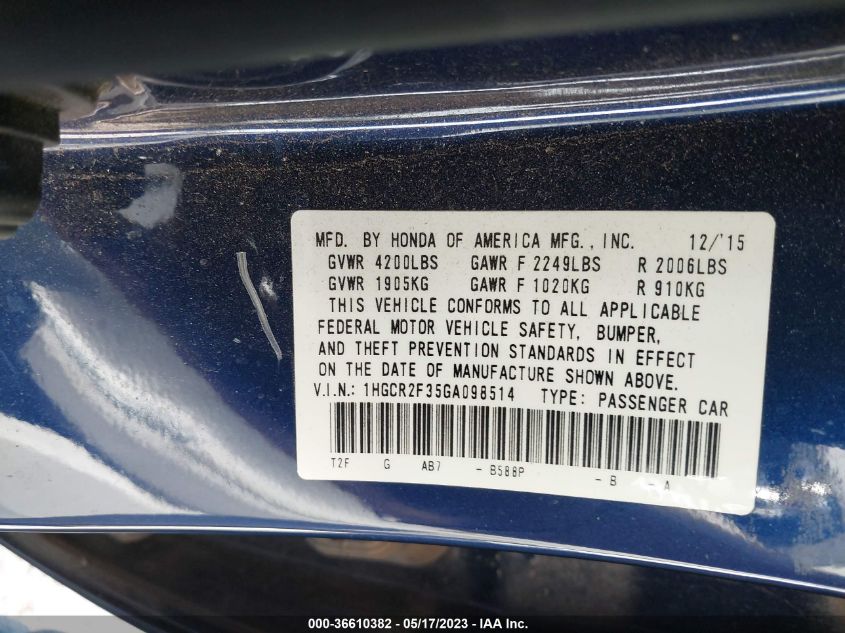 MFD. BY HONDA OF AMERICA MFG., INC. 12/'15
GVWR 4200LBS GAWR F 2249LBS R 2006LBS
GVWR 1905KG GAWR F 1020KG R 910KG
THIS VEHICLE CONFORMS TO ALL APPLICABLE
FEDERAL MOTOR VEHICLE SAFETY, BUMPER,
AND THEFT PREVENTION STANDARDS IN EFFECT
ON THE DATE OF MANUFACTURE SHOWN ABOVE.
V.I.N.: 1HGCR2F35GA098514 TYPE: PASSENGER CAR
T2F G AB7 - B588P - B - A
000-36610382 - 05/17/2023 - IAA Inc.